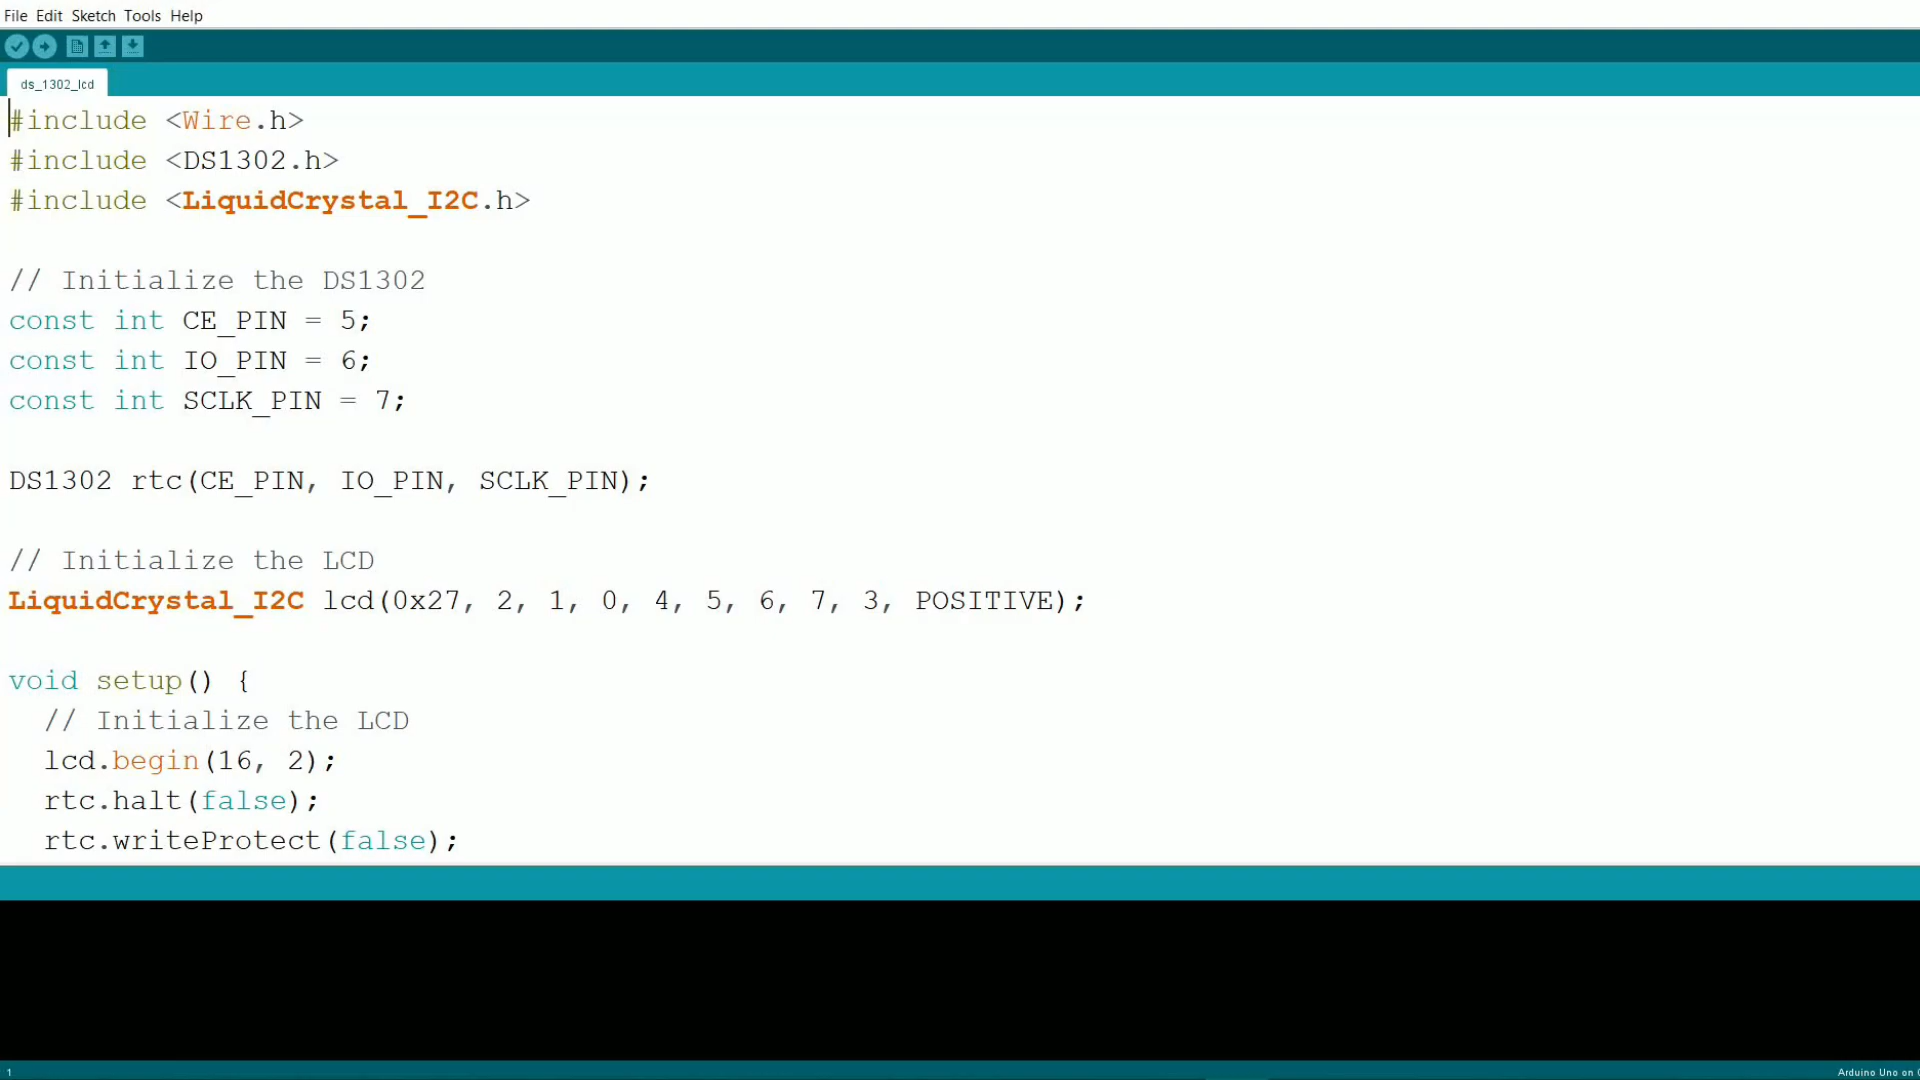 File Edit Sketch Tools Help
ds_1302_lcd
#include <Wire.h>
#include <DS1302.h>
#include <LiquidCrystal_I2C.h>
// Initialize the DS1302
const int CE_PIN = 5;
const int IO_PIN = 6;
const int SCLK_PIN = 7;
DS1302 rtc(CE_PIN, IO_PIN, SCLK_PIN);
// Initialize the LCD
LiquidCrystal_I2C lcd(0x27, 2, 1, 0, 4, 5, 6, 7, 3, POSITIVE);
void setup() {
// Initialize the LCD
lcd.begin(16, 2);
rtc.halt(false);
rtc.writeProtect(false);
1
Arduino Uno on